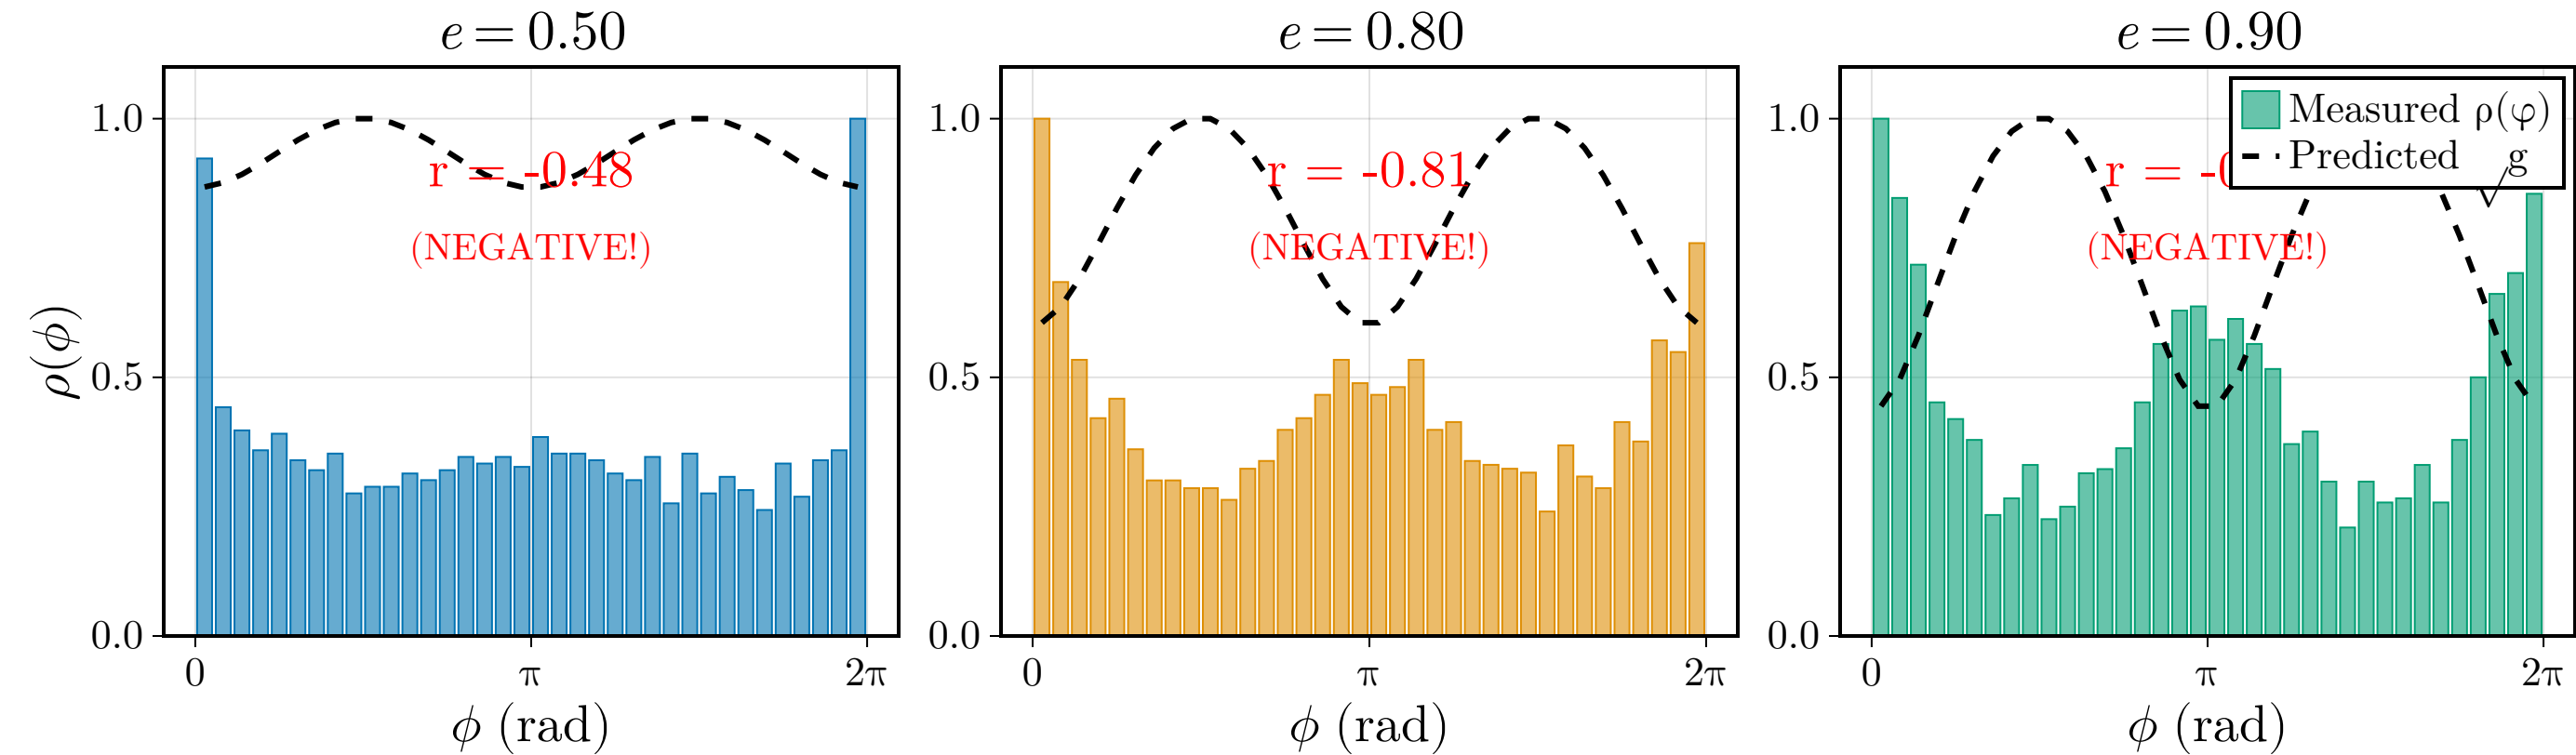 e = 0.50
e = 0.80
e = 0.90
ρ(ϕ)
1.0
0.5
0.0
r = -0.48
(NEGATIVE!)
0
π
2π
ϕ (rad)
1.0
0.5
0.0
r = -0.81
(NEGATIVE!)
0
π
2π
ϕ (rad)
1.0
0.5
0.0
Measured ρ(φ)
Predicted √g
r = -
(NEGATIVE!)
0
π
2π
ϕ (rad)